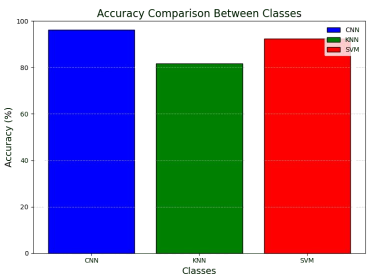 Accuracy Comparison Between Classes
100
80
60
40
20
0
Accuracy (%)
CNN
KNN
SVM
CNN
KNN
SVM
Classes